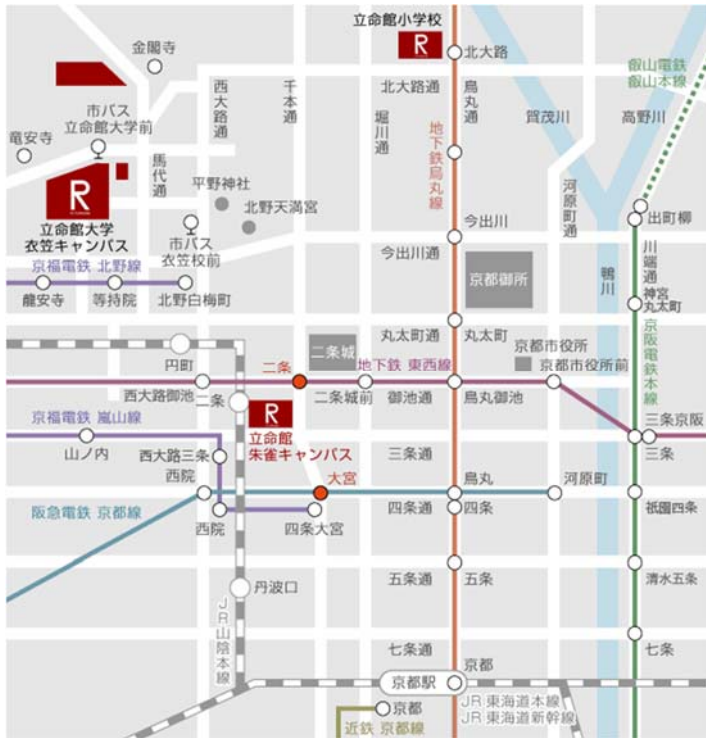 立命館小学校
R
北大路
金閣寺
西大路通
千本通
北大路通
烏丸通
堀川通
賀茂川
高野川
叡山電鉄
叡山本線
市バス
立命館大学前
竜安寺
馬代通
地下鉄烏丸線
河原町通
R
平野神社
北野天満宮
立命館大学
衣笠キャンパス
市バス
衣笠校前
今出川
今出川通
出町柳
川端通
京福電鉄 北野線
龍安寺
等持院
北野白梅町
京都御所
鴨川
神宮
丸太町
丸太町通
丸太町
京阪電鉄本線
円町
二条
二条城
地下鉄 東西線
京都市役所
京都市役所前
西大路御池
二条
二条城前
御池通
烏丸御池
R
立命館
朱雀キャンパス
京福電鉄 嵐山線
山ノ内
西大路三条
三条通
三条京阪
三条
西院
大宮
烏丸
河原町
阪急電鉄 京都線
西院
四条大宮
四条通
四条
祇園四条
丹波口
五条通
五条
清水五条
JR山陰本線
七条通
七条
京都
京都駅
京都
近鉄 京都線
JR 東海道本線
JR 東海道新幹線